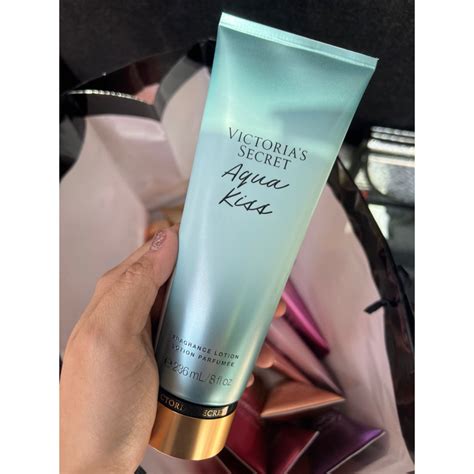 VICTORIA'S
SECRET
Aqua
Kiss
FRAGRANCE LOTION
LOTION PARFUMÉE
e 236 mL / 8 fl oz
VICTORIA'S SECRET